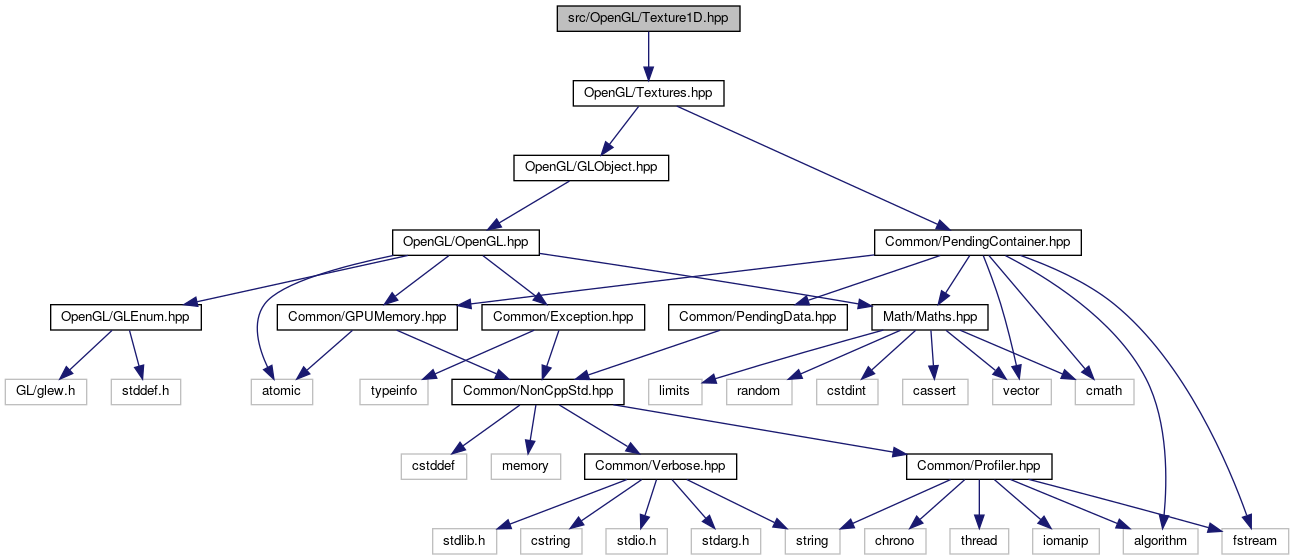 src/OpenGL/Texture1D.hpp
OpenGL/Textures.hpp
OpenGL/GLObject.hpp
OpenGL/OpenGL.hpp
Common/PendingContainer.hpp
OpenGL/GLEnum.hpp
Common/GPUMemory.hpp
Common/Exception.hpp
Common/PendingData.hpp
Math/Maths.hpp
GL/glew.h
stddef.h
atomic
typeinfo
Common/NonCppStd.hpp
limits
random
cstdint
cassert
vector
cmath
cstddef
memory
Common/Verbose.hpp
Common/Profiler.hpp
stdlib.h
cstring
stdio.h
stdarg.h
string
chrono
thread
iomanip
algorithm
fstream